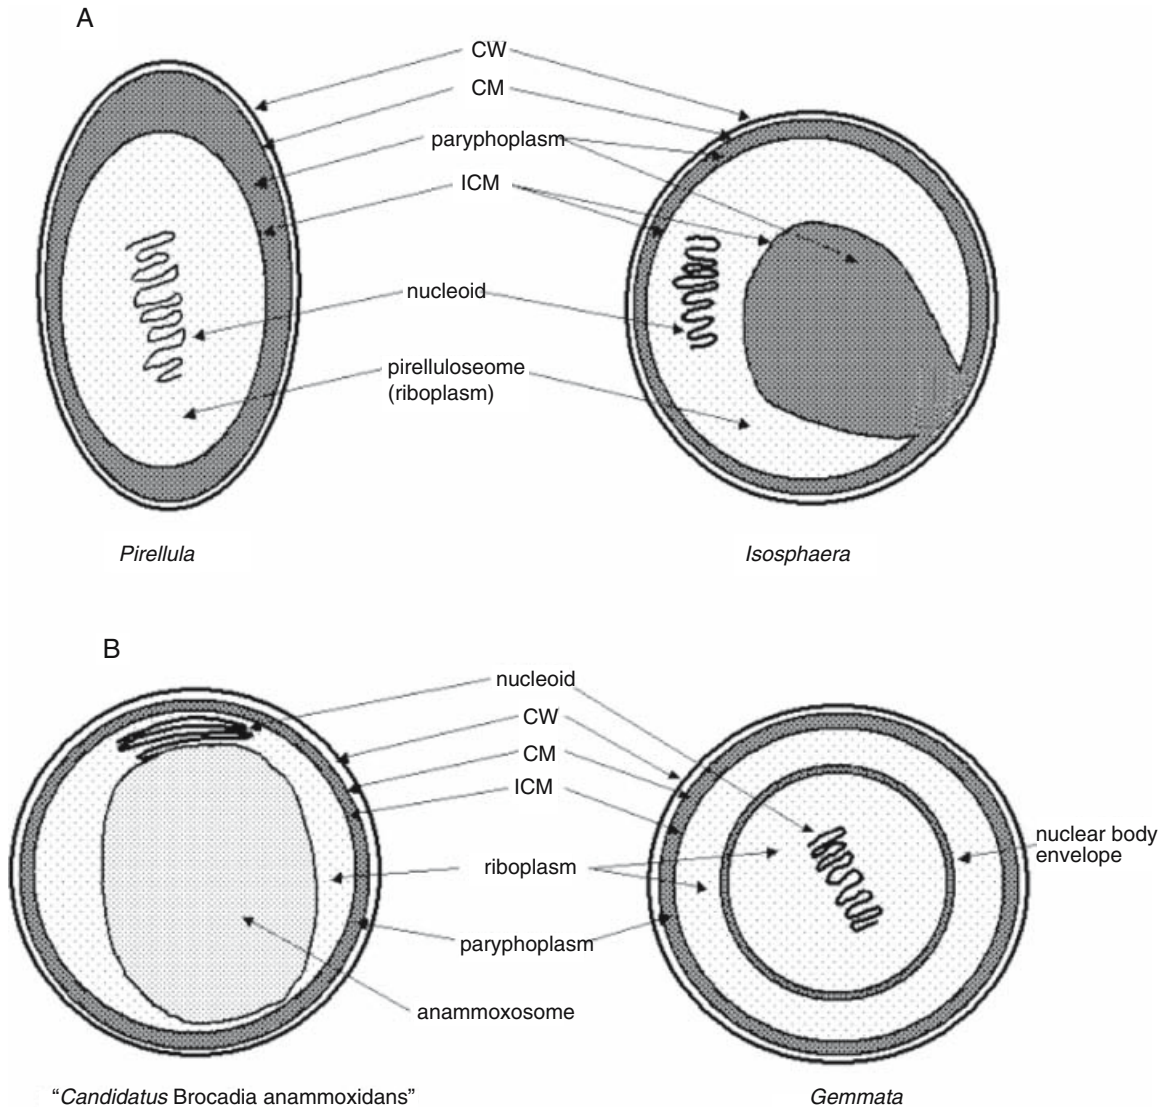 A
CW
CM
paryphoplasm
ICM
nucleoid
pirelluloseome
(riboplasm)
Pirellula
Isosphaera
B
nucleoid
CW
CM
ICM
riboplasm
nuclear body
envelope
paryphoplasm
anammoxosome
“Candidatus Brocadia anammoxidans”
Gemmata